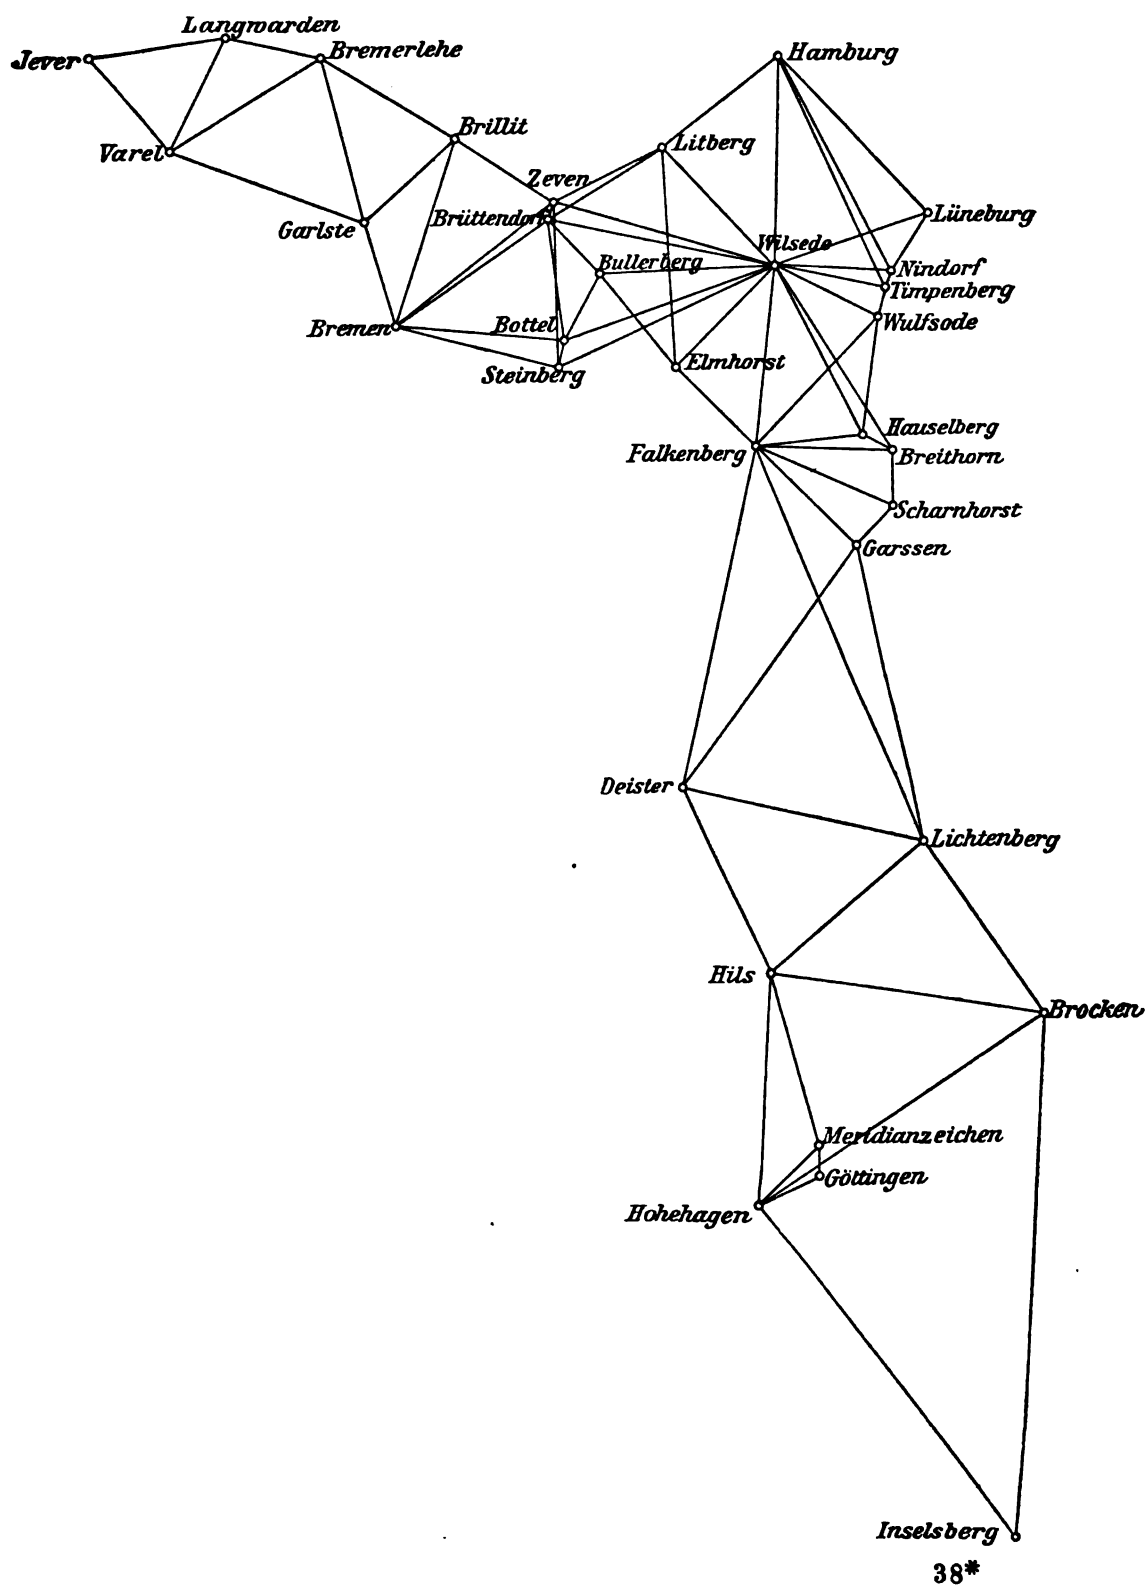 Langwarden
Jever
Bremerlehe
Hamburg
Varel
Brillit
Litberg
Zeven
Brüttendorf
Lüneburg
Garlste
Wilsede
Bullerberg
Nindorf
Timpenberg
Bremen
Bottel
Wulfsode
Steinberg
Elmhorst
Hauselberg
Falkenberg
Breithorn
Scharnhorst
Garssen
Deister
Lichtenberg
Hils
Brocken
Meridianzeichen
Göttingen
Hohehagen
Inselsberg
38*